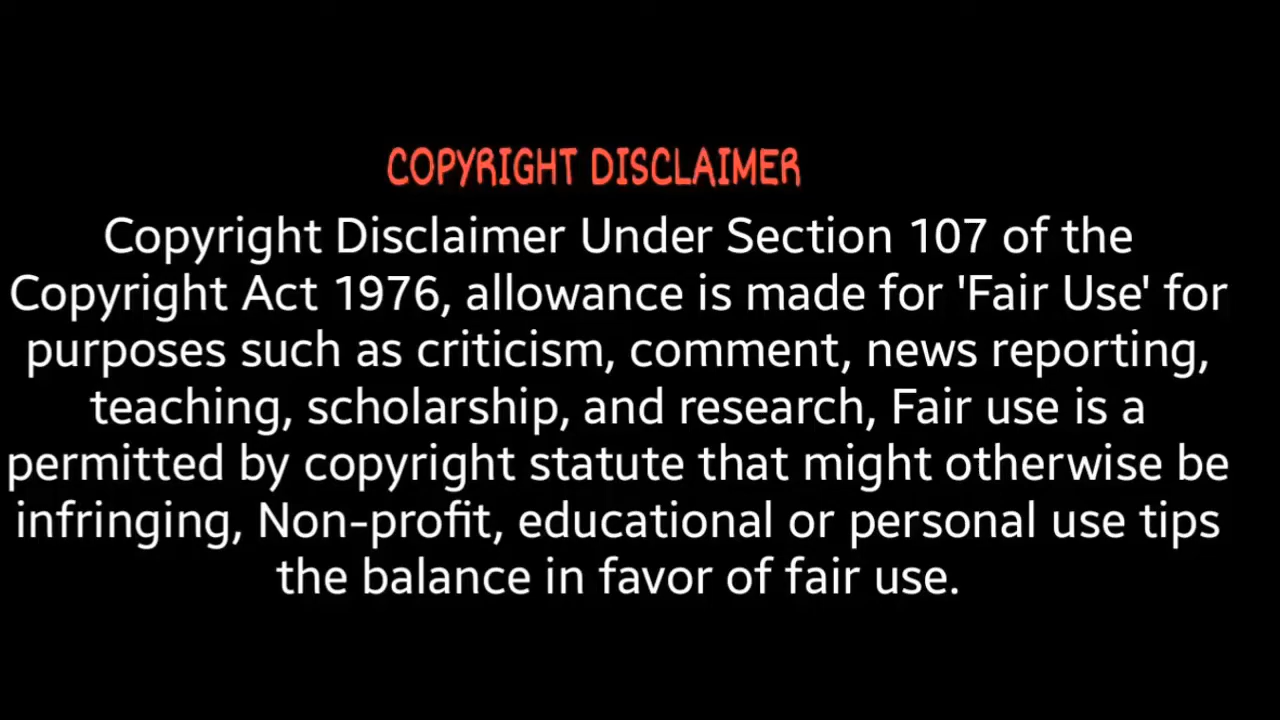 COPYRIGHT DISCLAIMER
Copyright Disclaimer Under Section 107 of the
Copyright Act 1976, allowance is made for 'Fair Use' for
purposes such as criticism, comment, news reporting,
teaching, scholarship, and research, Fair use is a
permitted by copyright statute that might otherwise be
infringing, Non-profit, educational or personal use tips
the balance in favor of fair use.